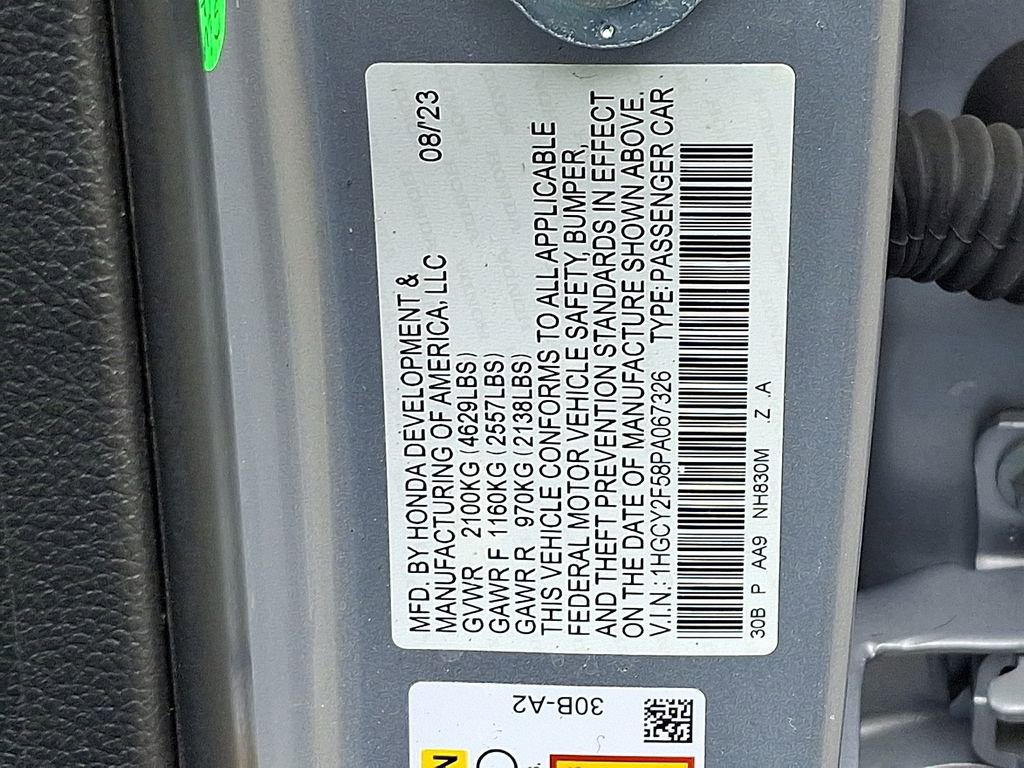 MFD. BY HONDA DEVELOPMENT &
MANUFACTURING OF AMERICA, LLC 08/'23
GVWR 2100KG (4629LBS)
GAWR F 1160KG (2557LBS)
GAWR R 970KG (2138LBS)
THIS VEHICLE CONFORMS TO ALL APPLICABLE
FEDERAL MOTOR VEHICLE SAFETY, BUMPER,
AND THEFT PREVENTION STANDARDS IN EFFECT
ON THE DATE OF MANUFACTURE SHOWN ABOVE.
V.I.N.: 1HGCY2F58PA067326 TYPE: PASSENGER CAR
30B P AA9 NH830M Z .A
30B-A2